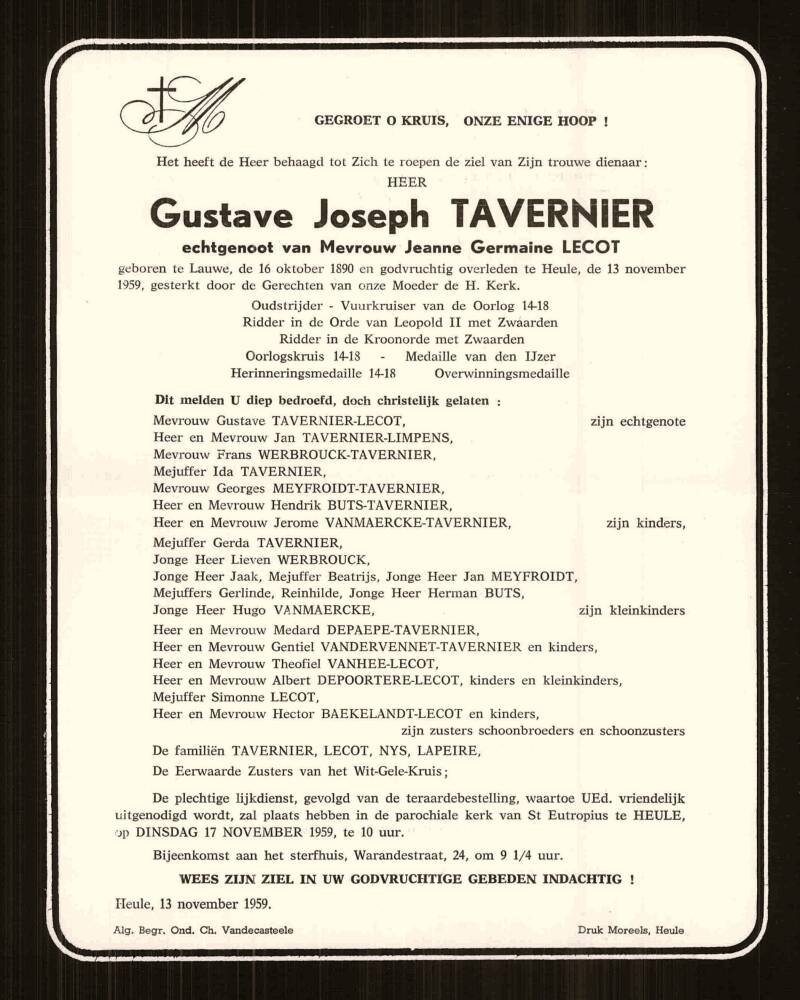 M
GEGROET O KRUIS, ONZE ENIGE HOOP !
Het heeft de Heer behaagd tot Zich te roepen de ziel van Zijn trouwe dienaar:
HEER
Gustave Joseph TAVERNIER
echtgenoot van Mevrouw Jeanne Germaine LECOT
geboren te Lauwe, de 16 oktober 1890 en godvruchtig overleden te Heule, de 13 november
1959, gesterkt door de Gerechten van onze Moeder de H. Kerk.
Oudstrijder - Vuurkruiser van de Oorlog 14-18
Ridder in de Orde van Leopold II met Zwaarden
Ridder in de Kroonorde met Zwaarden
Oorlogskruis 14-18 - Medaille van den IJzer
Herinneringsmedaille 14-18 Overwinningsmedaille
Dit melden U diep bedroefd, doch christelijk gelaten :
Mevrouw Gustave TAVERNIER-LECOT, zijn echtgenote
Heer en Mevrouw Jan TAVERNIER-LIMPENS,
Mevrouw Frans WERBROUCK-TAVERNIER,
Mejuffer Ida TAVERNIER,
Mevrouw Georges MEYFROIDT-TAVERNIER,
Heer en Mevrouw Hendrik BUTS-TAVERNIER,
Heer en Mevrouw Jerome VANMAERCKE-TAVERNIER, zijn kinders,
Mejuffer Gerda TAVERNIER,
Jonge Heer Lieven WERBROUCK,
Jonge Heer Jaak, Mejuffer Beatrijs, Jonge Heer Jan MEYFROIDT,
Mejuffers Gerlinde, Reinhilde, Jonge Heer Herman BUTS,
Jonge Heer Hugo VANMAERCKE, zijn kleinkinders
Heer en Mevrouw Medard DEPAEPE-TAVERNIER,
Heer en Mevrouw Gentiel VANDERVENNET-TAVERNIER en kinders,
Heer en Mevrouw Theofiel VANHEE-LECOT,
Heer en Mevrouw Albert DEPOORTERE-LECOT, kinders en kleinkinders,
Mejuffer Simonne LECOT,
Heer en Mevrouw Hector BAEKELANDT-LECOT en kinders,
zijn zusters schoonbroeders en schoonzusters
De familiën TAVERNIER, LECOT, NYS, LAPEIRE,
De Eerwaarde Zusters van het Wit-Gele-Kruis;
De plechtige lijkdienst, gevolgd van de teraardebestelling, waartoe UEd. vriendelijk
uitgenodigd wordt, zal plaats hebben in de parochiale kerk van St Eutropius te HEULE,
op DINSDAG 17 NOVEMBER 1959, te 10 uur.
Bijeenkomst aan het sterfhuis, Warandestraat, 24, om 9 1/4 uur.
WEES ZIJN ZIEL IN UW GODVRUCHTIGE GEBEDEN INDACHTIG !
Heule, 13 november 1959.
Alg. Begr. Ond. Ch. Vandecasteele Druk Moreels, Heule